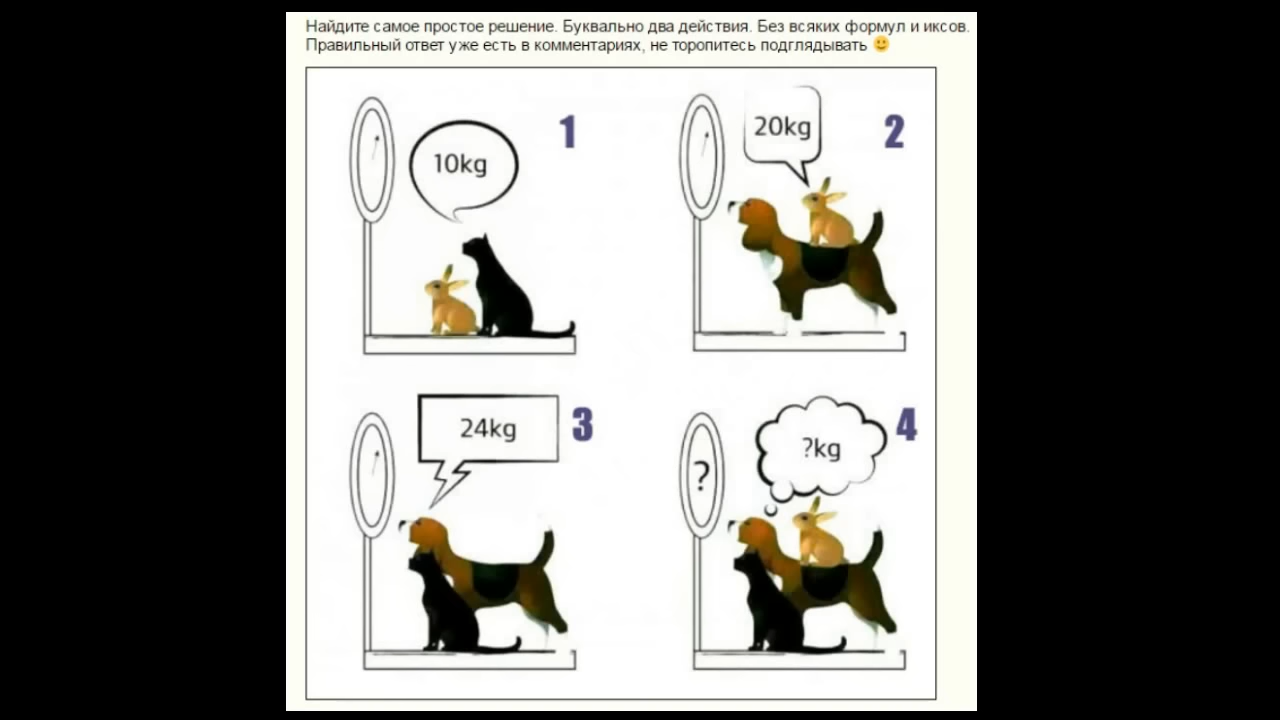 Найдите самое простое решение. Буквально два действия. Без всяких формул и иксов.
Правильный ответ уже есть в комментариях, не торопитесь подглядывать 🙂
10kg
1
20kg
2
24kg
3
?kg
4
?